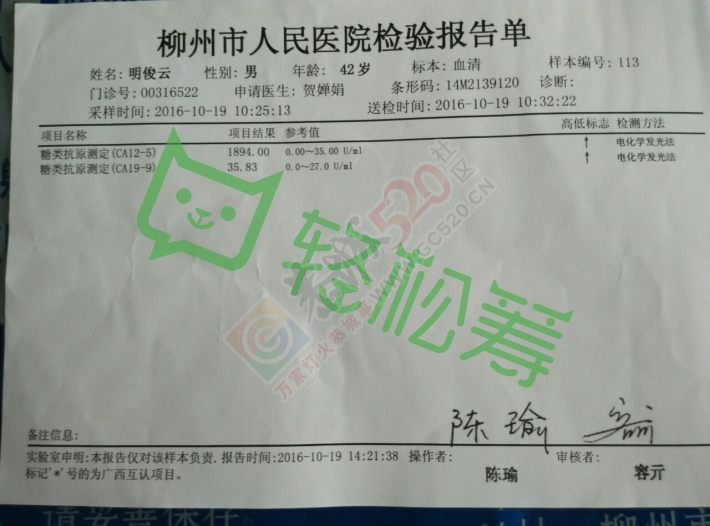 柳州市人民医院检验报告单
姓名: 明俊云 性别: 男 年龄: 42 岁 标本: 血清 样本编号: 113
门诊号: 00316522 申请医生: 贺婵娟 条形码: 14M2139120 诊断:
采样时间: 2016-10-19 10:25:13 送检时间: 2016-10-19 10:32:22
项目名称 项目结果 参考值 高低标志 检测方法
糖类抗原测定(CA12-5) 1894.00 0.00～35.00 U/ml ↑ 电化学发光法
糖类抗原测定(CA19-9) 35.83 0.0～27.0 U/ml ↑ 电化学发光法
520社区
WWW.GC520.CN
万家灯火恭城事
轻松筹
陈瑜
备注信息:
实验室申明: 本报告仅对该样本负责. 报告时间: 2016-10-19 14:21:38 操作者: 审核者:
标记'*'号的为广西互认项目。 陈瑜 容亓